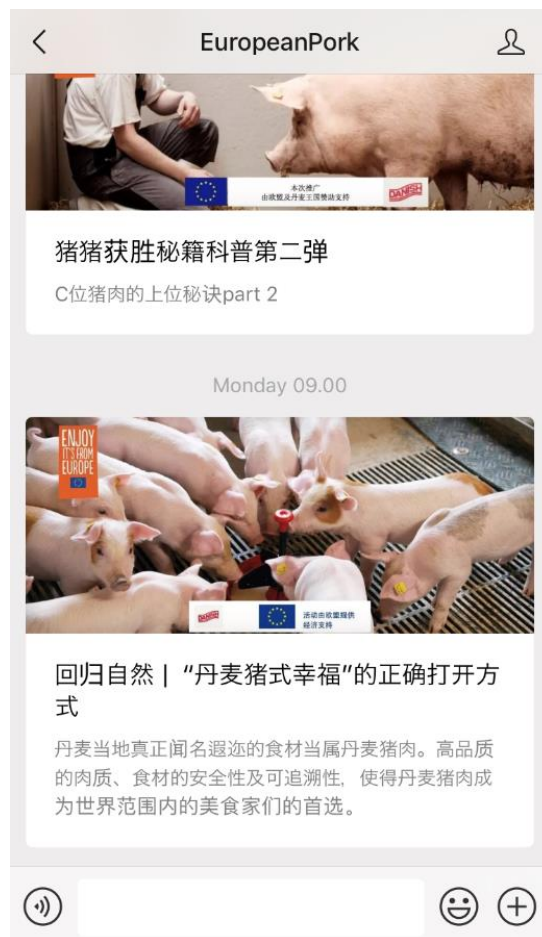 EuropeanPork
本次推广
由欧盟及丹麦王国赞助支持
DANISH
猪猪获胜秘籍科普第二弹
C位猪肉的上位秘诀part 2
Monday 09.00
ENJOY
IT'S FROM
EUROPE
DANISH
活动由欧盟提供
经济支持
回归自然 | “丹麦猪式幸福”的正确打开方
式
丹麦当地真正闻名遐迩的食材当属丹麦猪肉。高品质
的肉质、食材的安全性及可追溯性，使得丹麦猪肉成
为世界范围内的美食家们的首选。